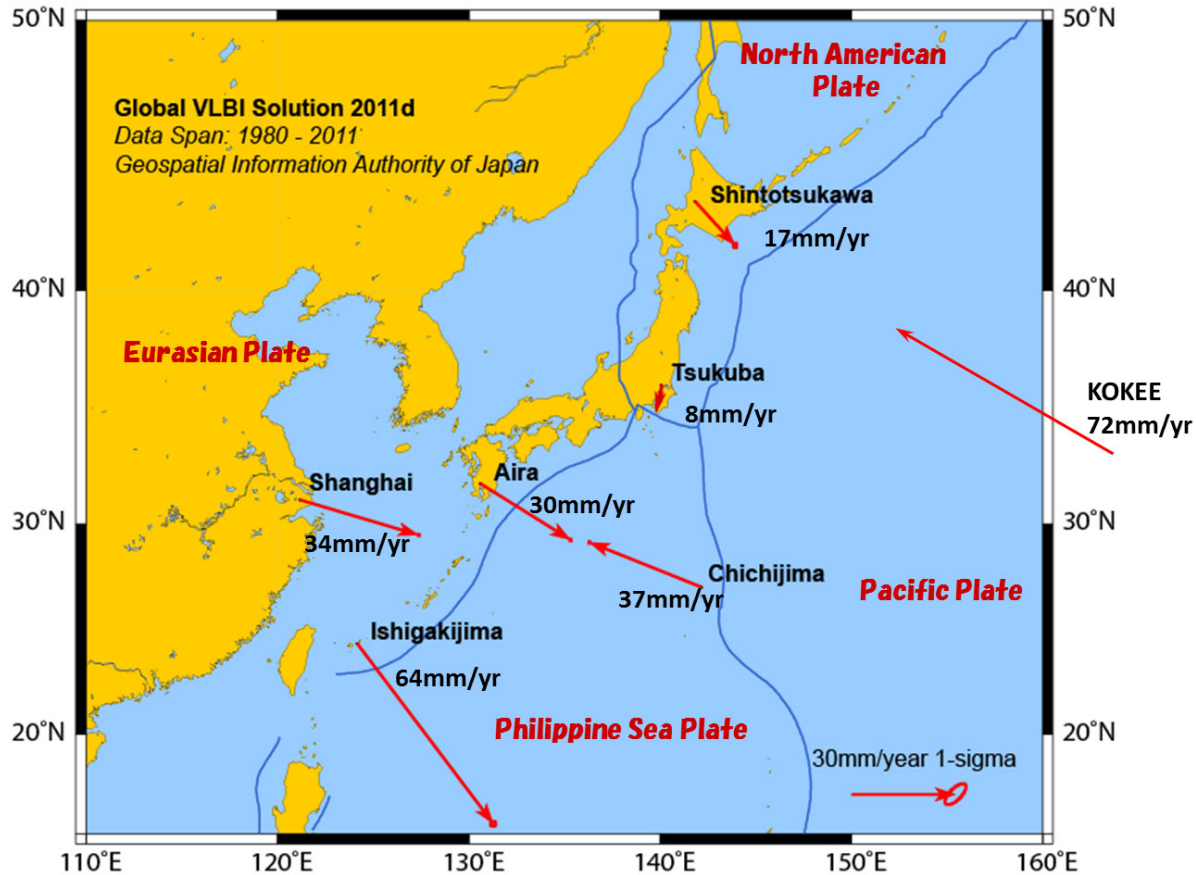 50˚N
50˚N
North American
Plate
Global VLBI Solution 2011d
Data Span: 1980 - 2011
Geospatial Information Authority of Japan
Shintotsukawa
17mm/yr
40˚N
40˚N
Eurasian Plate
Tsukuba
8mm/yr
KOKEE
72mm/yr
Shanghai
Aira
34mm/yr
30mm/yr
30˚N
30˚N
Chichijima
37mm/yr
Pacific Plate
Ishigakijima
64mm/yr
20˚N
20˚N
Philippine Sea Plate
30mm/year 1-sigma
110˚E
120˚E
130˚E
140˚E
150˚E
160˚E